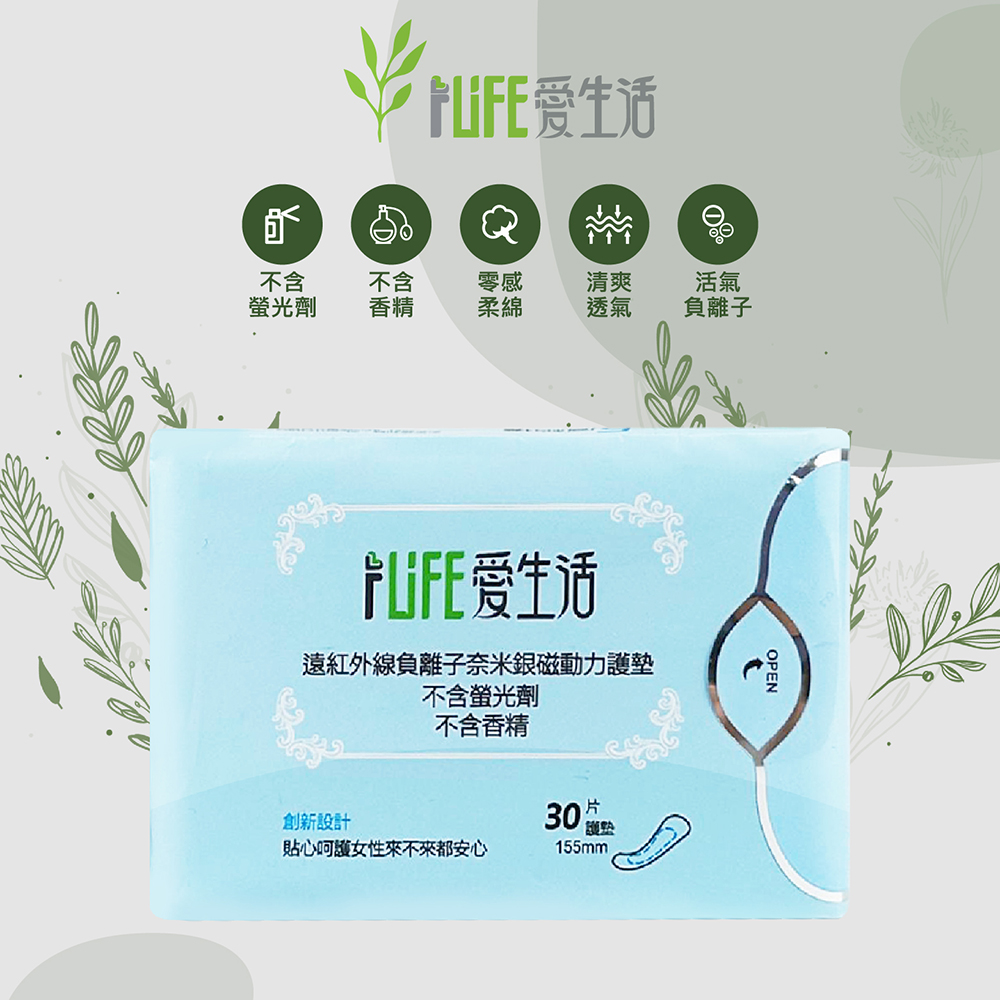 iLiFE愛生活
不含
螢光劑
不含
香精
零感
柔綿
清爽
透氣
活氣
負離子
iLiFE愛生活
遠紅外線負離子奈米銀磁動力護墊
不含螢光劑
不含香精
OPEN
創新設計
貼心呵護女性來不來都安心
30片
護墊
155mm